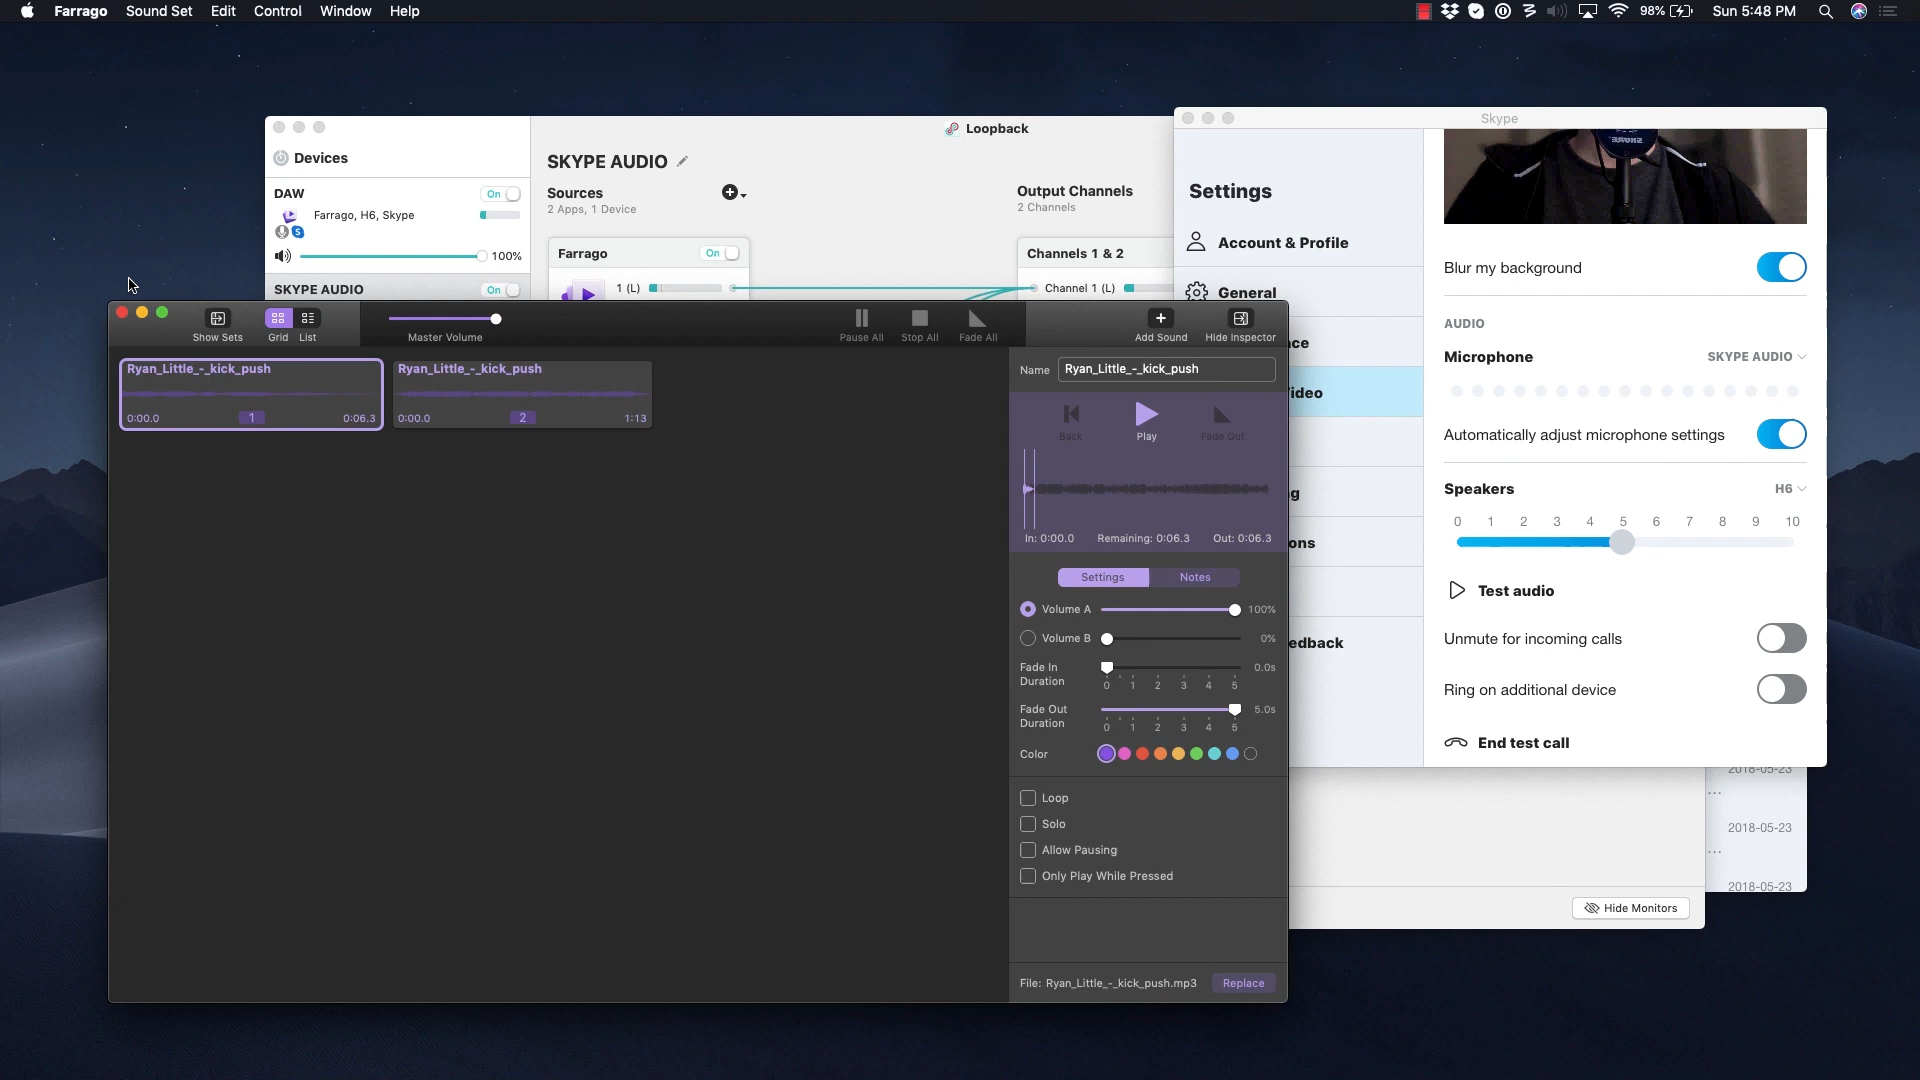 Farrago Sound Set Edit Control Window Help
98% Sun 5:48 PM
Devices
DAW On
Farrago, H6, Skype
100%
SKYPE AUDIO On
Loopback
SKYPE AUDIO
Sources
2 Apps, 1 Device
Output Channels
2 Channels
Farrago On
1 (L)
Channels 1 & 2
Channel 1 (L)
Skype
Settings
Account & Profile
General
nce
ideo
g
ons
edback
SHURE
Blur my background
AUDIO
Microphone SKYPE AUDIO
Automatically adjust microphone settings
Speakers H6
0 1 2 3 4 5 6 7 8 9 10
Test audio
Unmute for incoming calls
Ring on additional device
End test call
2018-05-23
...
2018-05-23
...
2018-05-23
Hide Monitors
Show Sets Grid List Master Volume Pause All Stop All Fade All Add Sound Hide Inspector
Ryan_Little_-_kick_push
0:00.0 1 0:06.3
Ryan_Little_-_kick_push
0:00.0 2 1:13
Name Ryan_Little_-_kick_push
Back Play Fade Out
In: 0:00.0 Remaining: 0:06.3 Out: 0:06.3
Settings Notes
Volume A 100%
Volume B 0%
Fade In Duration 0.0s
0 1 2 3 4 5
Fade Out Duration 5.0s
0 1 2 3 4 5
Color
Loop
Solo
Allow Pausing
Only Play While Pressed
File: Ryan_Little_-_kick_push.mp3 Replace